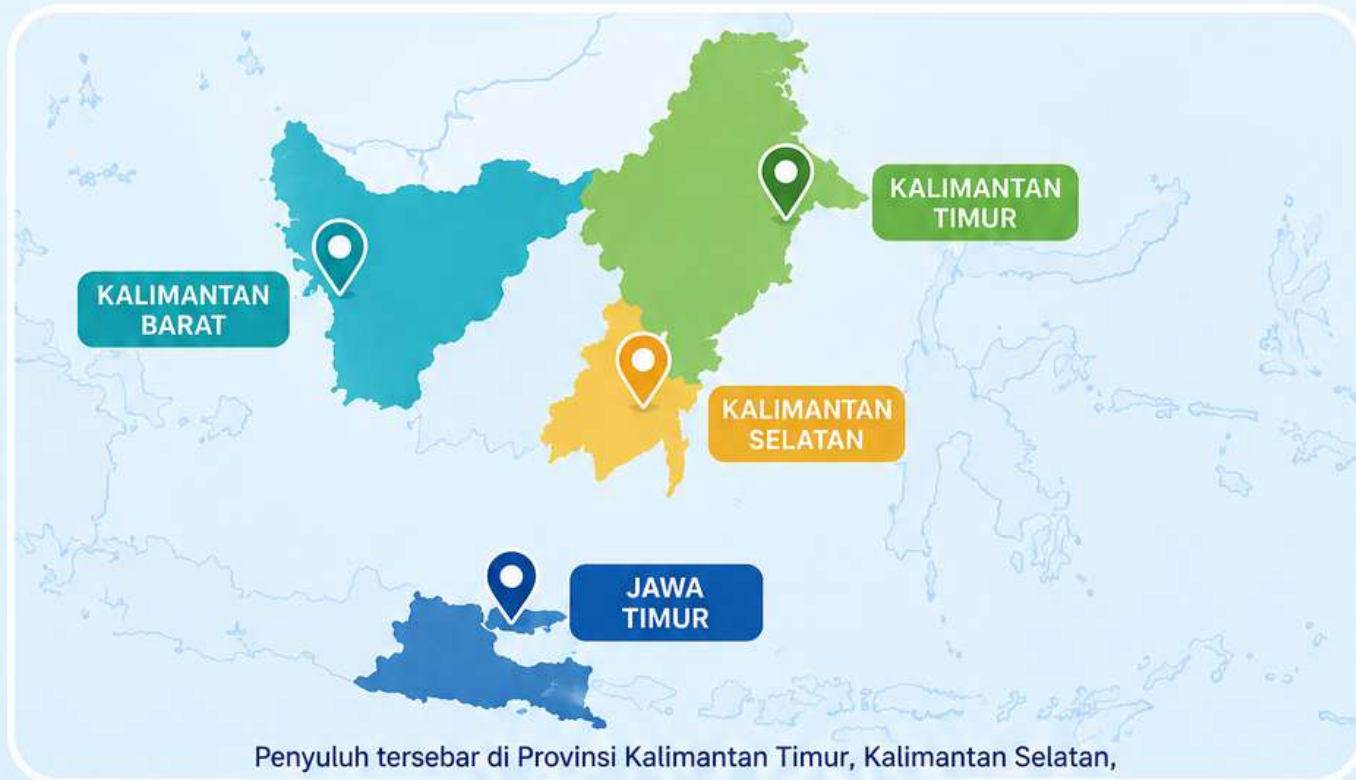 KALIMANTAN
TIMUR
KALIMANTAN
BARAT
KALIMANTAN
SELATAN
JAWA
TIMUR
Penyuluh tersebar di Provinsi Kalimantan Timur, Kalimantan Selatan,